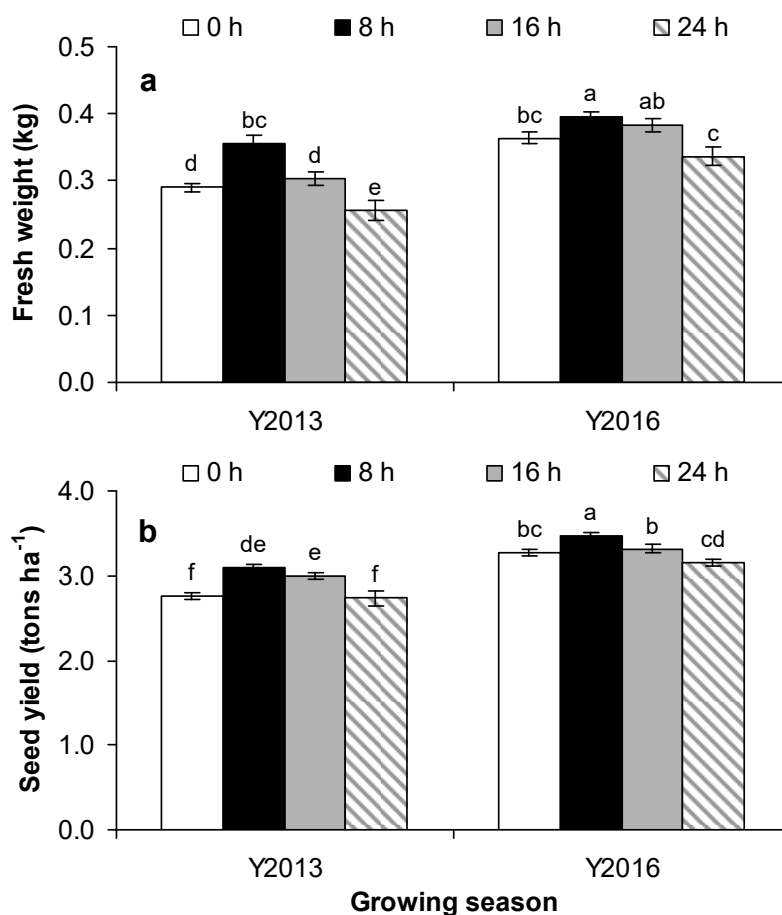 0 h 8 h 16 h 24 h
a
Fresh weight (kg)
0.5
0.4
0.3
0.2
0.1
0.0
d bc d e bc a ab c
Y2013 Y2016
0 h 8 h 16 h 24 h
b
Seed yield (tons ha⁻¹)
4.0
3.0
2.0
1.0
0.0
f de e f bc a b cd
Y2013 Y2016
Growing season